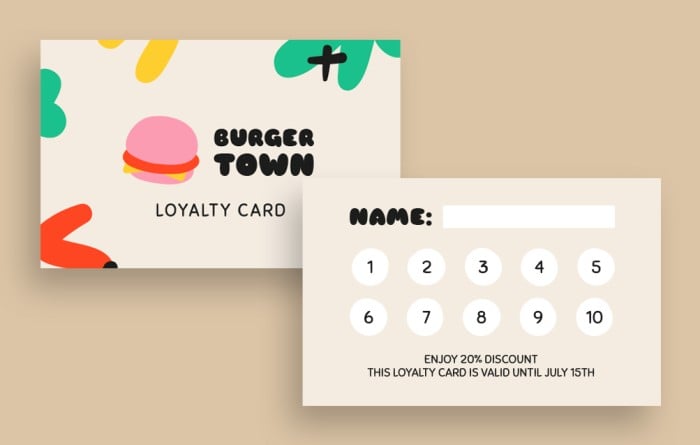 BURGER
TOWN
LOYALTY CARD
NAME:
1 2 3 4 5
6 7 8 9 10
ENJOY 20% DISCOUNT
THIS LOYALTY CARD IS VALID UNTIL JULY 15TH